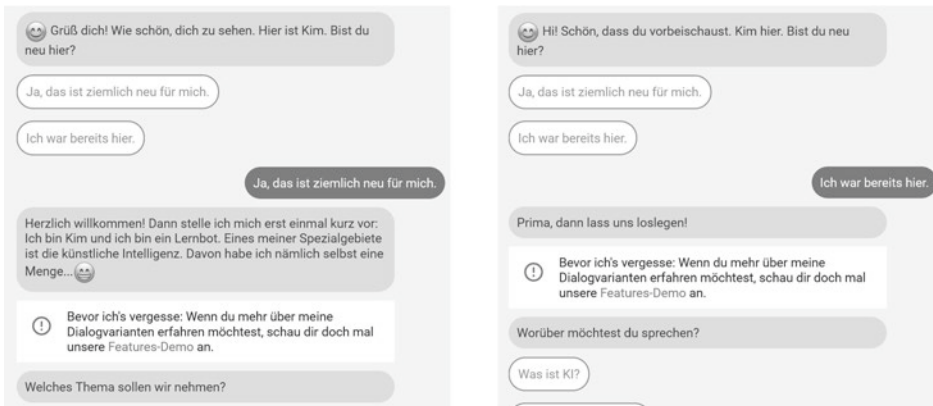 Grüß dich! Wie schön, dich zu sehen. Hier ist Kim. Bist du
neu hier?
Ja, das ist ziemlich neu für mich.
Ich war bereits hier.
Ja, das ist ziemlich neu für mich.
Herzlich willkommen! Dann stelle ich mich erst einmal kurz vor:
Ich bin Kim und ich bin ein Lernbot. Eines meiner Spezialgebiete
ist die künstliche Intelligenz. Davon habe ich nämlich selbst eine
Menge...
Bevor ich's vergesse: Wenn du mehr über meine
Dialogvarianten erfahren möchtest, schau dir doch mal
unsere Features-Demo an.
Welches Thema sollen wir nehmen?
Hi! Schön, dass du vorbeischaust. Kim hier. Bist du neu
hier?
Ja, das ist ziemlich neu für mich.
Ich war bereits hier.
Ich war bereits hier.
Prima, dann lass uns loslegen!
Bevor ich's vergesse: Wenn du mehr über meine
Dialogvarianten erfahren möchtest, schau dir doch mal
unsere Features-Demo an.
Worüber möchtest du sprechen?
Was ist KI?